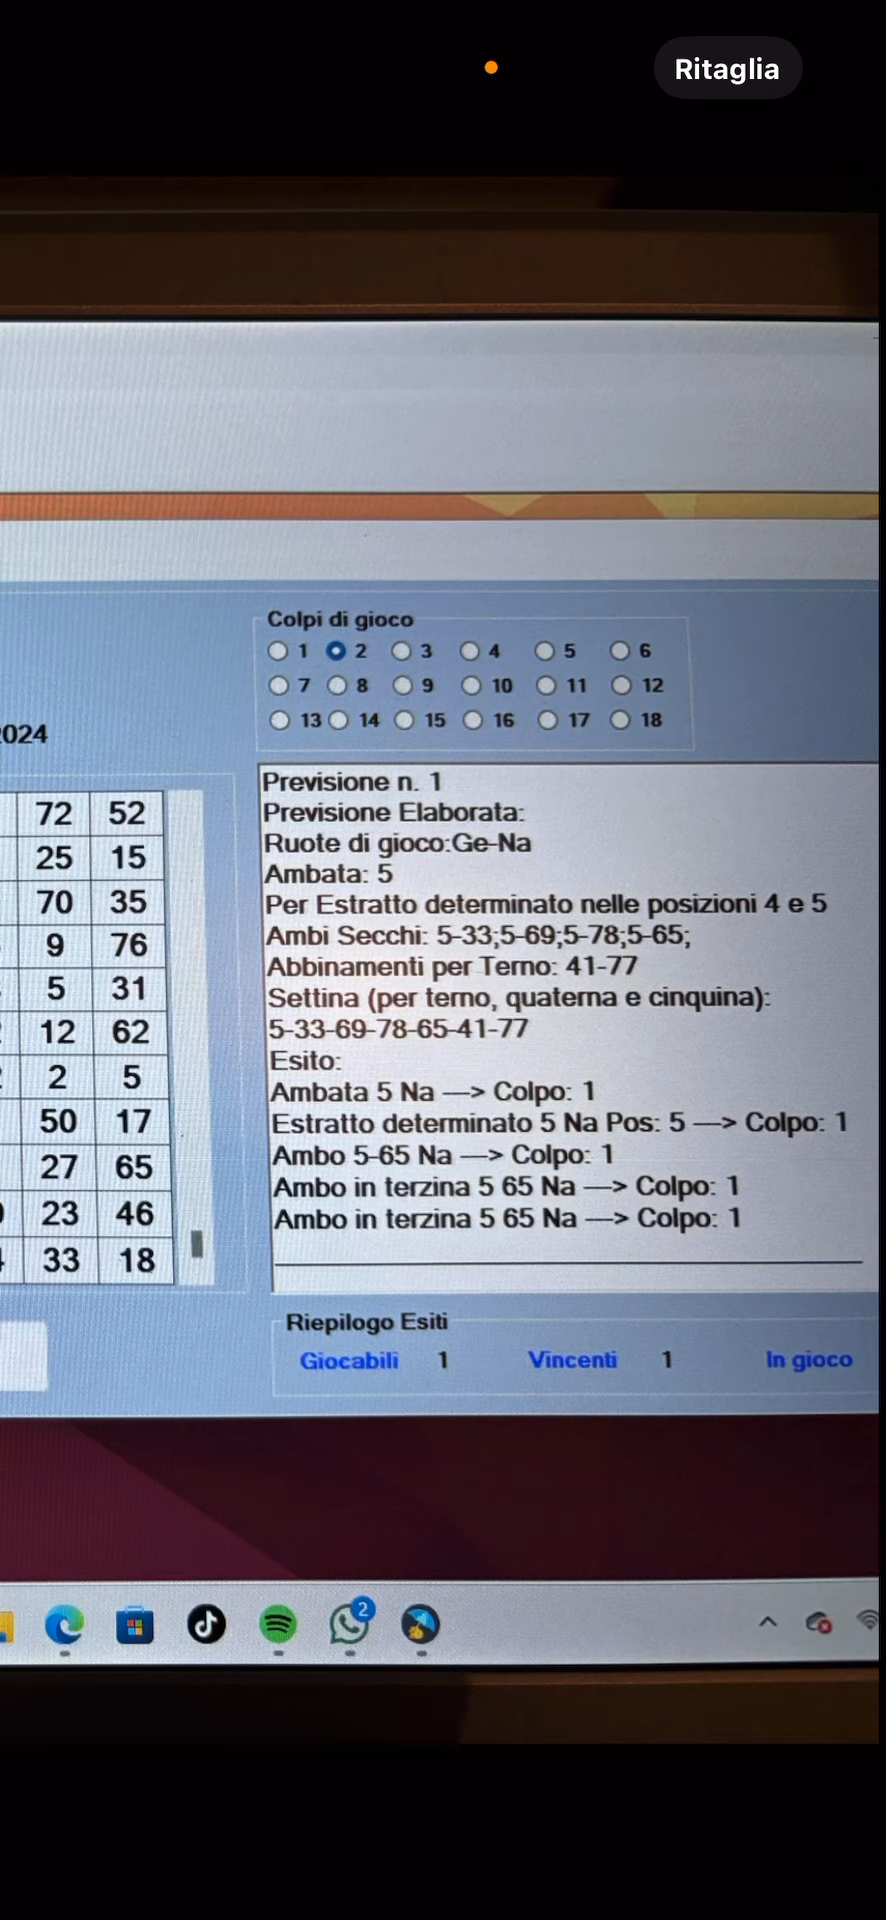 Ritaglia
Colpi di gioco
1 2 3 4 5 6
7 8 9 10 11 12
13 14 15 16 17 18
024
72 52
25 15
70 35
9 76
5 31
12 62
2 5
50 17
27 65
23 46
33 18
Previsione n. 1
Previsione Elaborata:
Ruote di gioco:Ge-Na
Ambata: 5
Per Estratto determinato nelle posizioni 4 e 5
Ambi Secchi: 5-33;5-69;5-78;5-65;
Abbinamenti per Terno: 41-77
Settina (per terno, quaterna e cinquina):
5-33-69-78-65-41-77
Esito:
Ambata 5 Na ---> Colpo: 1
Estratto determinato 5 Na Pos: 5 ---> Colpo: 1
Ambo 5-65 Na ---> Colpo: 1
Ambo in terzina 5 65 Na ---> Colpo: 1
Ambo in terzina 5 65 Na ---> Colpo: 1
Riepilogo Esiti
Giocabili 1 Vincenti 1 In gioco
2